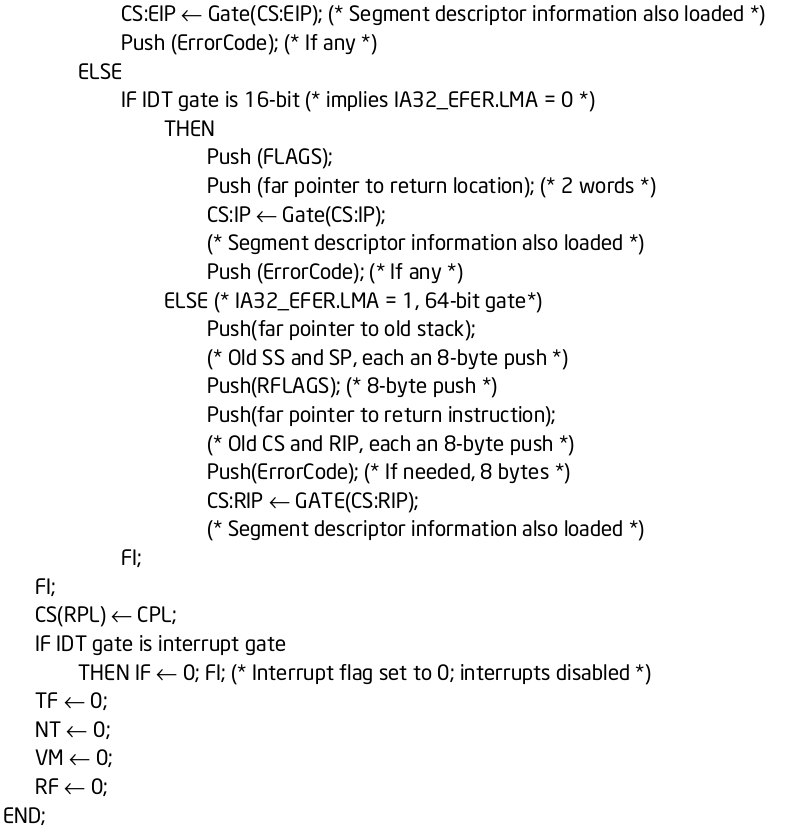 CS:EIP ← Gate(CS:EIP); (* Segment descriptor information also loaded *)
Push (ErrorCode); (* If any *)
ELSE
IF IDT gate is 16-bit (* implies IA32_EFER.LMA = 0 *)
THEN
Push (FLAGS);
Push (far pointer to return location); (* 2 words *)
CS:IP ← Gate(CS:IP);
(* Segment descriptor information also loaded *)
Push (ErrorCode); (* If any *)
ELSE (* IA32_EFER.LMA = 1, 64-bit gate*)
Push(far pointer to old stack);
(* Old SS and SP, each an 8-byte push *)
Push(RFLAGS); (* 8-byte push *)
Push(far pointer to return instruction);
(* Old CS and RIP, each an 8-byte push *)
Push(ErrorCode); (* If needed, 8 bytes *)
CS:RIP ← GATE(CS:RIP);
(* Segment descriptor information also loaded *)
FI;
FI;
CS(RPL) ← CPL;
IF IDT gate is interrupt gate
THEN IF ← 0; FI; (* Interrupt flag set to 0; interrupts disabled *)
TF ← 0;
NT ← 0;
VM ← 0;
RF ← 0;
END;